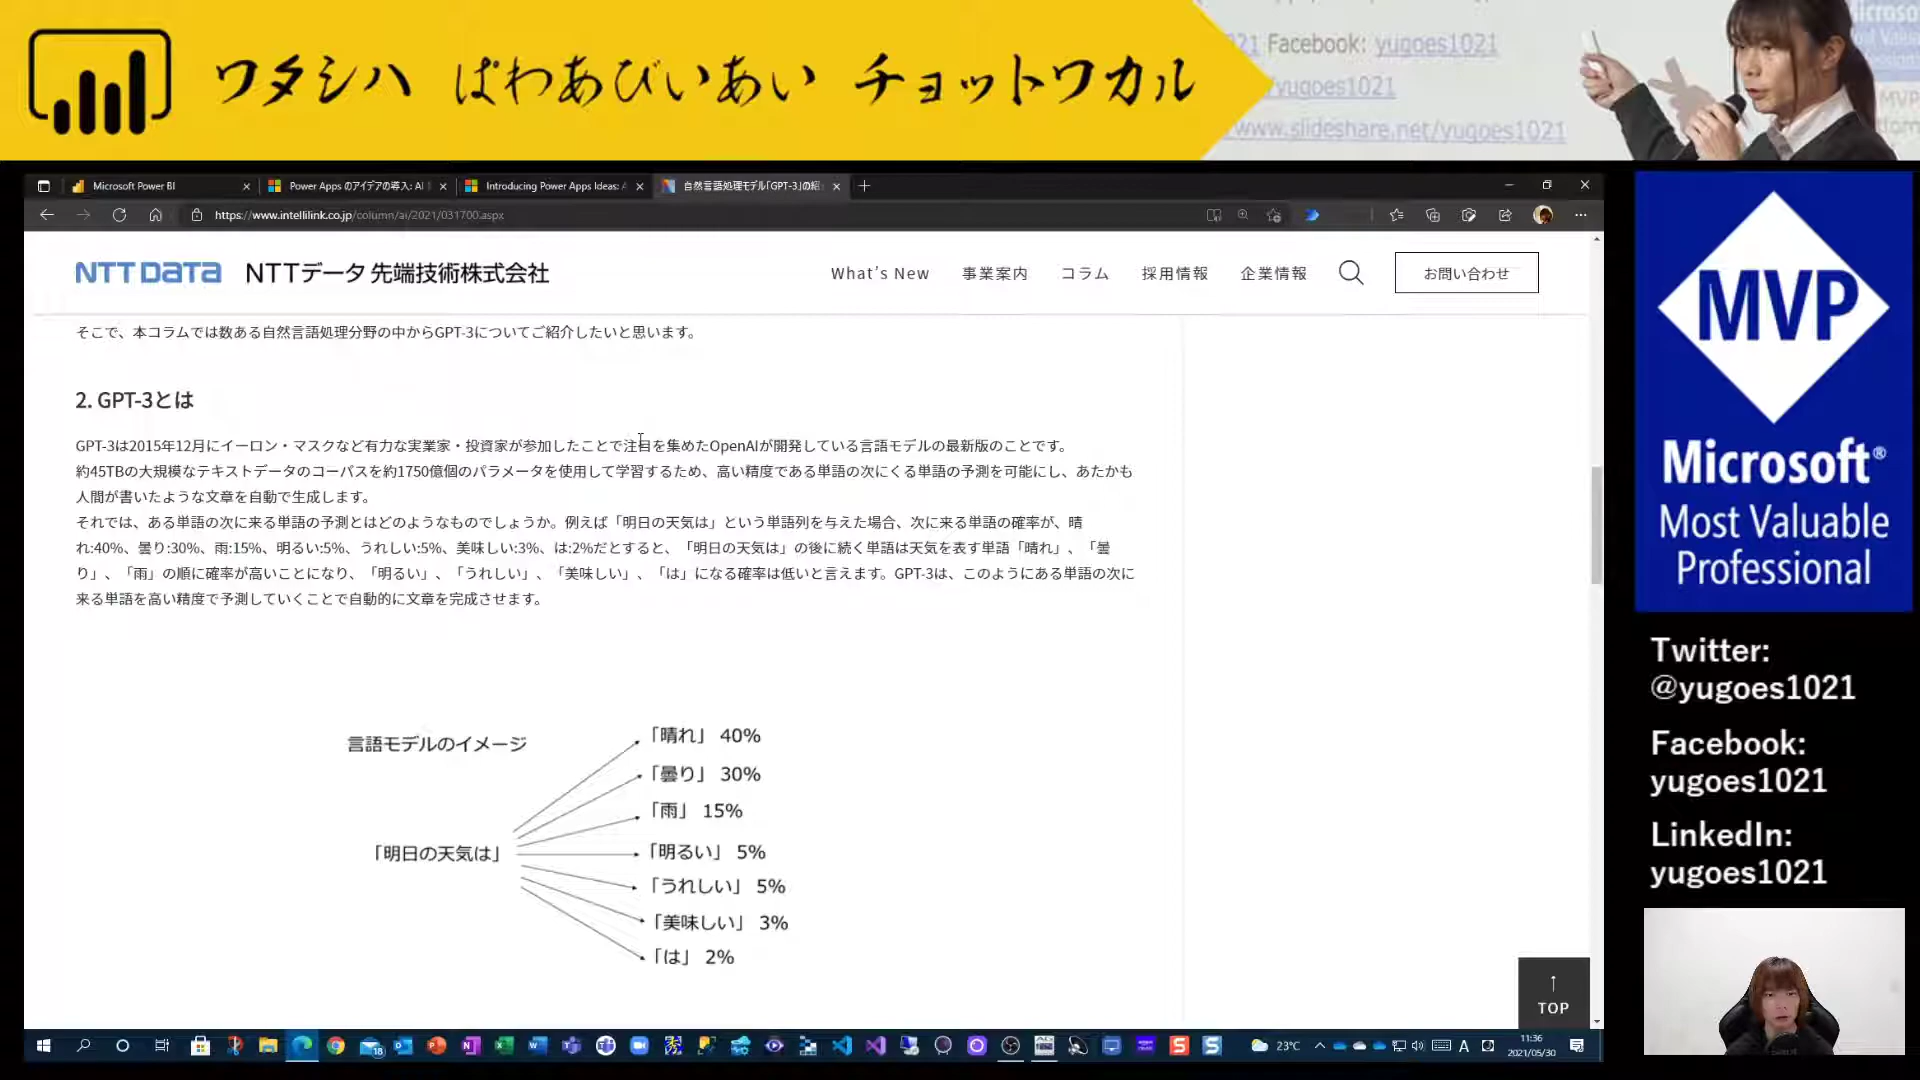 ワタシハ ぱわあびいあい チョットワカル
Facebook: yugoes1021
yugoes1021
www.slideshare.net/yugoes1021
Microsoft Power BI
Power Apps のアイデアの導入: AI
Introducing Power Apps Ideas: A
自然言語処理モデル「GPT-3」の紹
https://www.intellilink.co.jp/column/ai/2021/031700.aspx
NTT DATA NTTデータ 先端技術株式会社
What's New 事業案内 コラム 採用情報 企業情報 お問い合わせ
そこで、本コラムでは数ある自然言語処理分野の中からGPT-3についてご紹介したいと思います。
2. GPT-3とは
GPT-3は2015年12月にイーロン・マスクなど有力な実業家・投資家が参加したことで注目を集めたOpenAIが開発している言語モデルの最新版のことです。
約45TBの大規模なテキストデータのコーパスを約1750億個のパラメータを使用して学習するため、高い精度である単語の次にくる単語の予測を可能にし、あたかも
人間が書いたような文章を自動で生成します。
それでは、ある単語の次に来る単語の予測とはどのようなものでしょうか。例えば「明日の天気は」という単語列を与えた場合、次に来る単語の確率が、晴
れ:40%、曇り:30%、雨:15%、明るい:5%、うれしい:5%、美味しい:3%、は:2%だとすると、「明日の天気は」の後に続く単語は天気を表す単語「晴れ」、「曇
り」、「雨」の順に確率が高いことになり、「明るい」、「うれしい」、「美味しい」、「は」になる確率は低いと言えます。GPT-3は、このようにある単語の次に
来る単語を高い精度で予測していくことで自動的に文章を完成させます。
言語モデルのイメージ
「明日の天気は」
「晴れ」 40%
「曇り」 30%
「雨」 15%
「明るい」 5%
「うれしい」 5%
「美味しい」 3%
「は」 2%
↑
TOP
MVP
Microsoft®
Most Valuable
Professional
Twitter:
@yugoes1021
Facebook:
yugoes1021
LinkedIn:
yugoes1021
23℃
A
11:36
2021/05/30